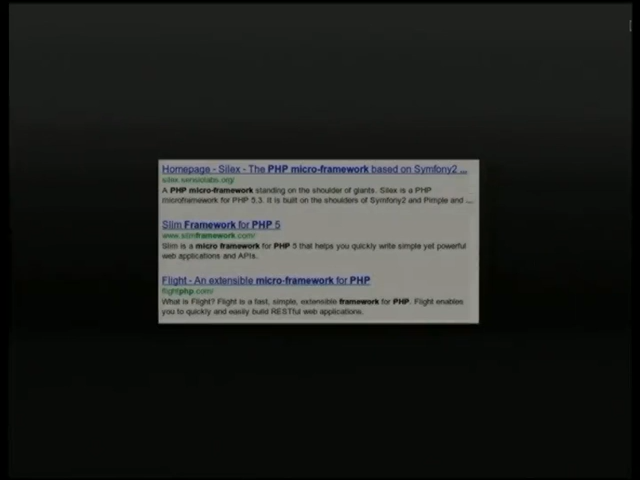 Homepage - Silex - The PHP micro-framework based on Symfony2 ...
silex.sensiolabs.org/
A PHP micro-framework standing on the shoulder of giants. Silex is a PHP
microframework for PHP 5.3. It is built on the shoulders of Symfony2 and Pimple and ...
Slim Framework for PHP 5
www.slimframework.com/
Slim is a micro framework for PHP 5 that helps you quickly write simple yet powerful
web applications and APIs.
Flight - An extensible micro-framework for PHP
flightphp.com/
What is Flight? Flight is a fast, simple, extensible framework for PHP. Flight enables
you to quickly and easily build RESTful web applications.